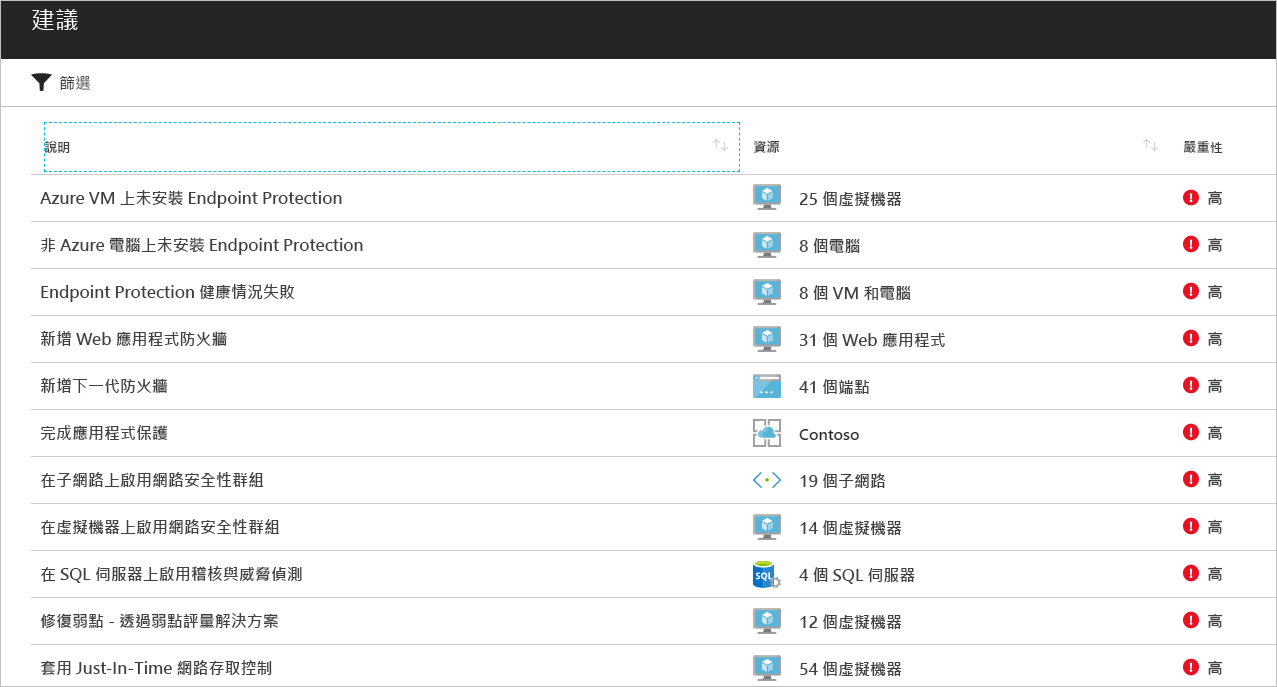 建議
篩選
說明 資源 嚴重性
Azure VM 上未安裝 Endpoint Protection 25 個虛擬機器 高
非 Azure 電腦上未安裝 Endpoint Protection 8 個電腦 高
Endpoint Protection 健康情況失敗 8 個 VM 和電腦 高
新增 Web 應用程式防火牆 31 個 Web 應用程式 高
新增下一代防火牆 41 個端點 高
完成應用程式保護 Contoso 高
在子網路上啟用網路安全性群組 19 個子網路 高
在虛擬機器上啟用網路安全性群組 14 個虛擬機器 高
在 SQL 伺服器上啟用稽核與威脅偵測 SQL 4 個 SQL 伺服器 高
修復弱點 - 透過弱點評量解決方案 12 個虛擬機器 高
套用 Just-In-Time 網路存取控制 54 個虛擬機器 高